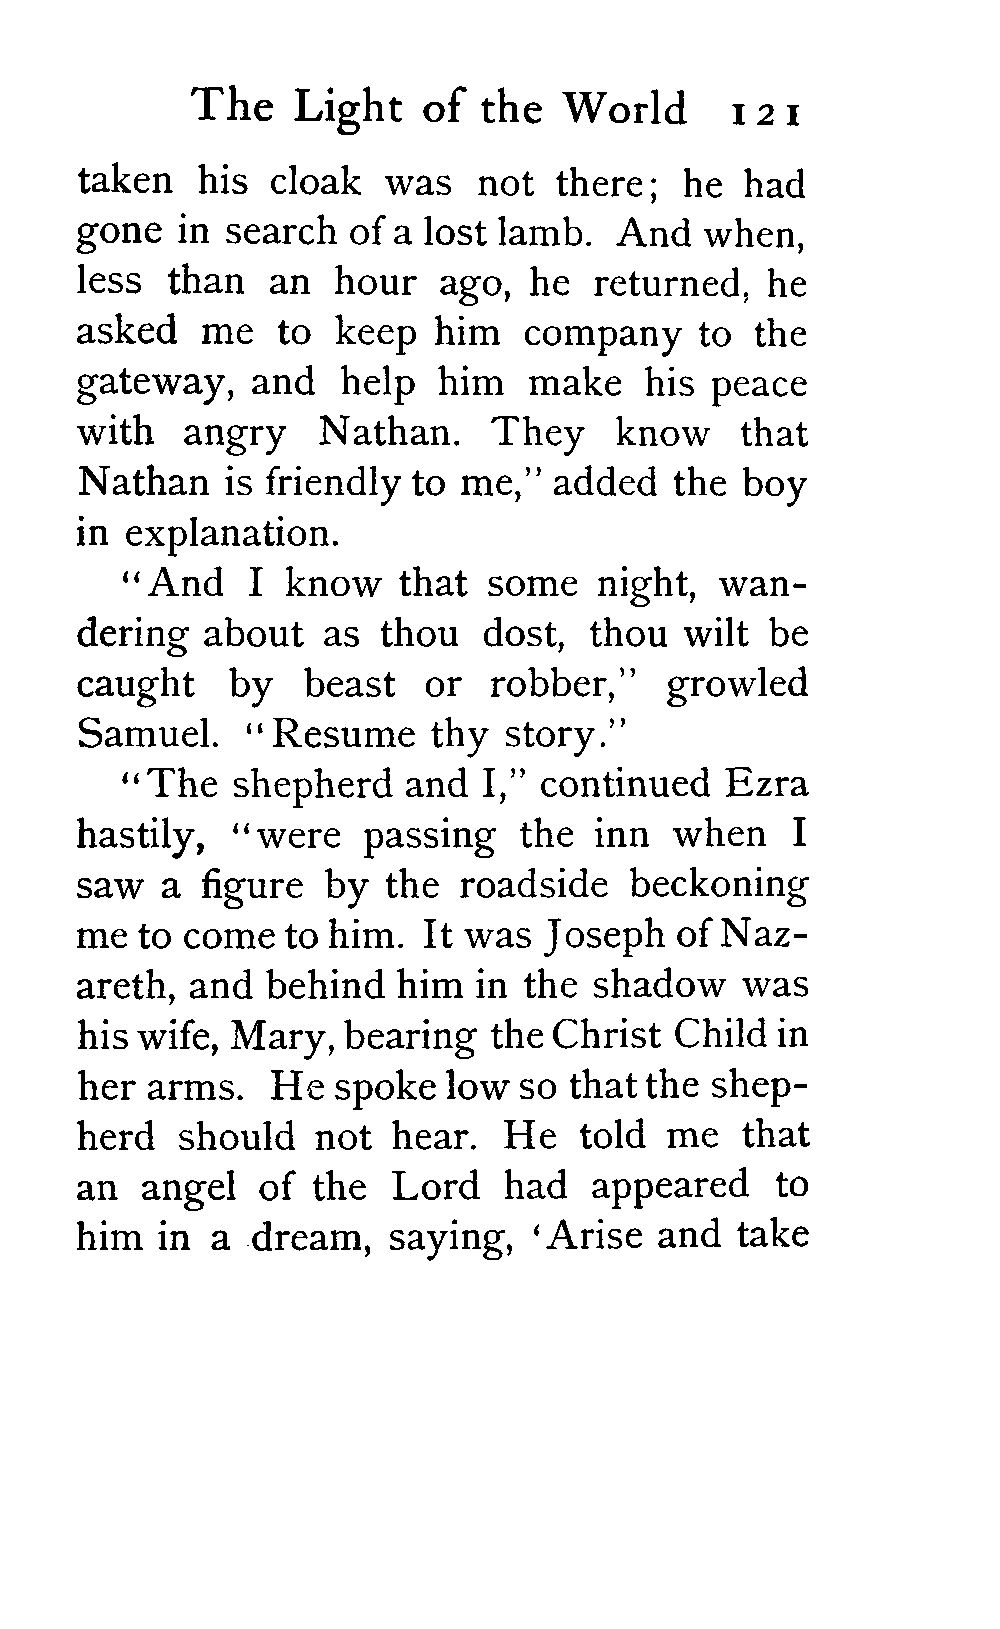 The Light of the World 121
taken his cloak was not there; he had
gone in search of a lost lamb. And when,
less than an hour ago, he returned, he
asked me to keep him company to the
gateway, and help him make his peace
with angry Nathan. They know that
Nathan is friendly to me," added the boy
in explanation.
"And I know that some night, wan-
dering about as thou dost, thou wilt be
caught by beast or robber," growled
Samuel. "Resume thy story."
"The shepherd and I," continued Ezra
hastily, "were passing the inn when I
saw a figure by the roadside beckoning
me to come to him. It was Joseph of Naz-
areth, and behind him in the shadow was
his wife, Mary, bearing the Christ Child in
her arms. He spoke low so that the shep-
herd should not hear. He told me that
an angel of the Lord had appeared to
him in a dream, saying, 'Arise and take